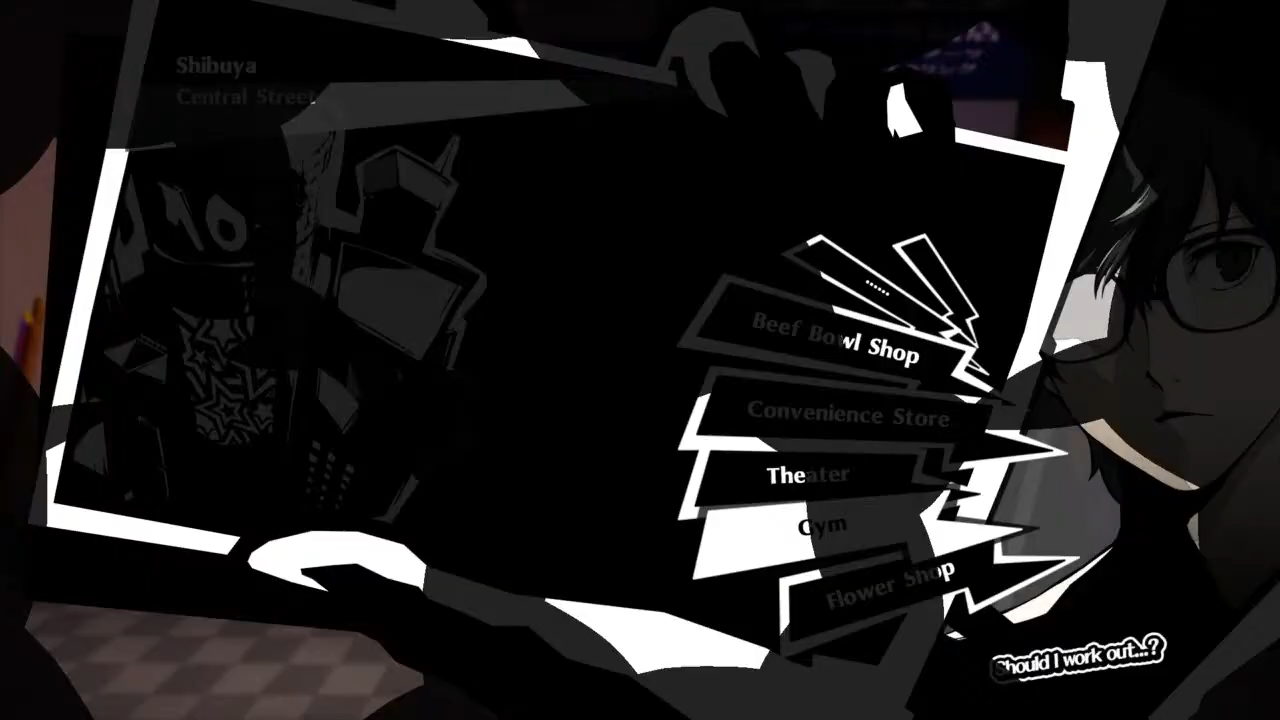 Shibuya
Central Street
......
Beef Bowl Shop
Convenience Store
Theater
Gym
Flower Shop
Should I work out...?